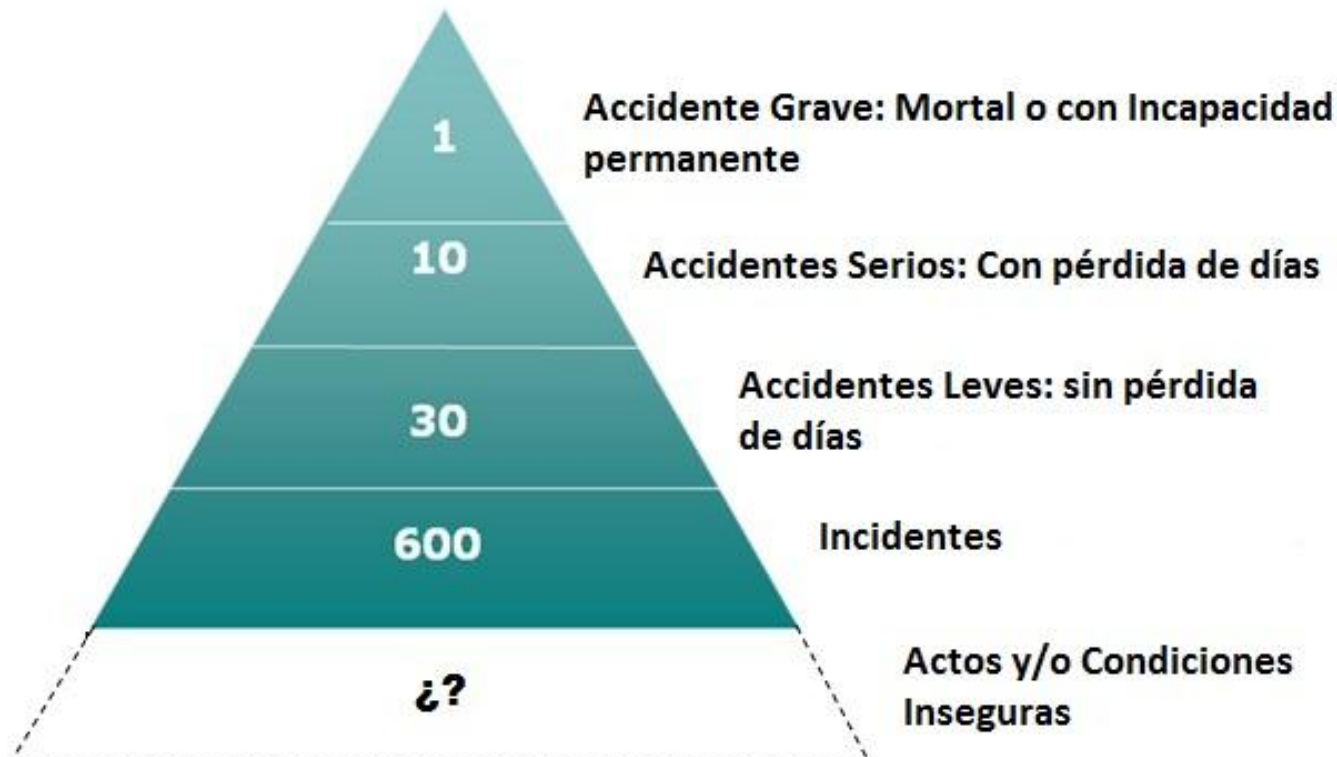 1
Accidente Grave: Mortal o con Incapacidad
permanente
10
Accidentes Serios: Con pérdida de días
30
Accidentes Leves: sin pérdida
de días
600
Incidentes
¿?
Actos y/o Condiciones
Inseguras